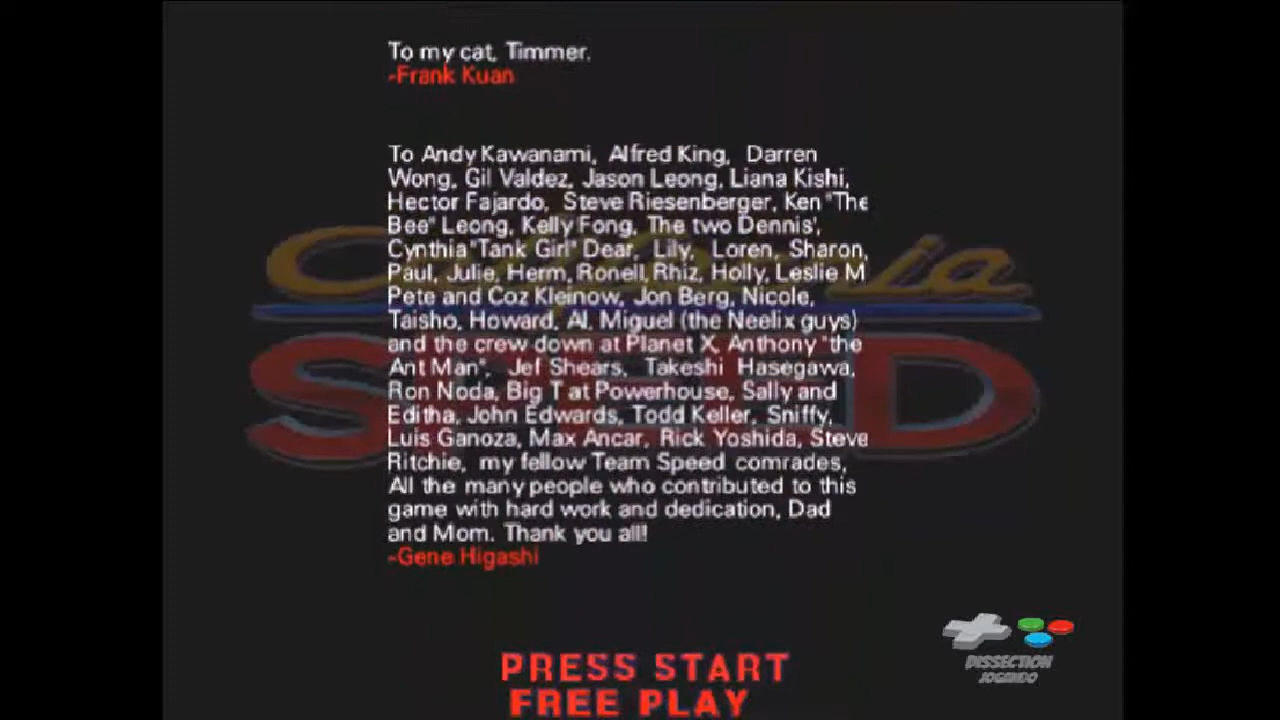 To my cat, Timmer.
-Frank Kuan
To Andy Kawanami, Alfred King, Darren
Wong, Gil Valdez, Jason Leong, Liana Kishi,
Hector Fajardo, Steve Riesenberger, Ken "The
Bee" Leong, Kelly Fong, The two Dennis',
Cynthia "Tank Girl" Dear, Lily, Loren, Sharon,
Paul, Julie, Herm, Ronell, Rhiz, Holly, Leslie M
Pete and Coz Kleinow, Jon Berg, Nicole,
Taisho, Howard, Al, Miguel (the Neelix guys)
and the crew down at Planet X, Anthony "the
Ant Man", Jef Shears, Takeshi Hasegawa,
Ron Noda, Big T at Powerhouse, Sally and
Editha, John Edwards, Todd Keller, Sniffy,
Luis Ganoza, Max Ancar, Rick Yoshida, Steve
Ritchie, my fellow Team Speed comrades,
All the many people who contributed to this
game with hard work and dedication, Dad
and Mom. Thank you all!
-Gene Higashi
California
SPEED
PRESS START
FREE PLAY
DISSECTION
JOGANDO